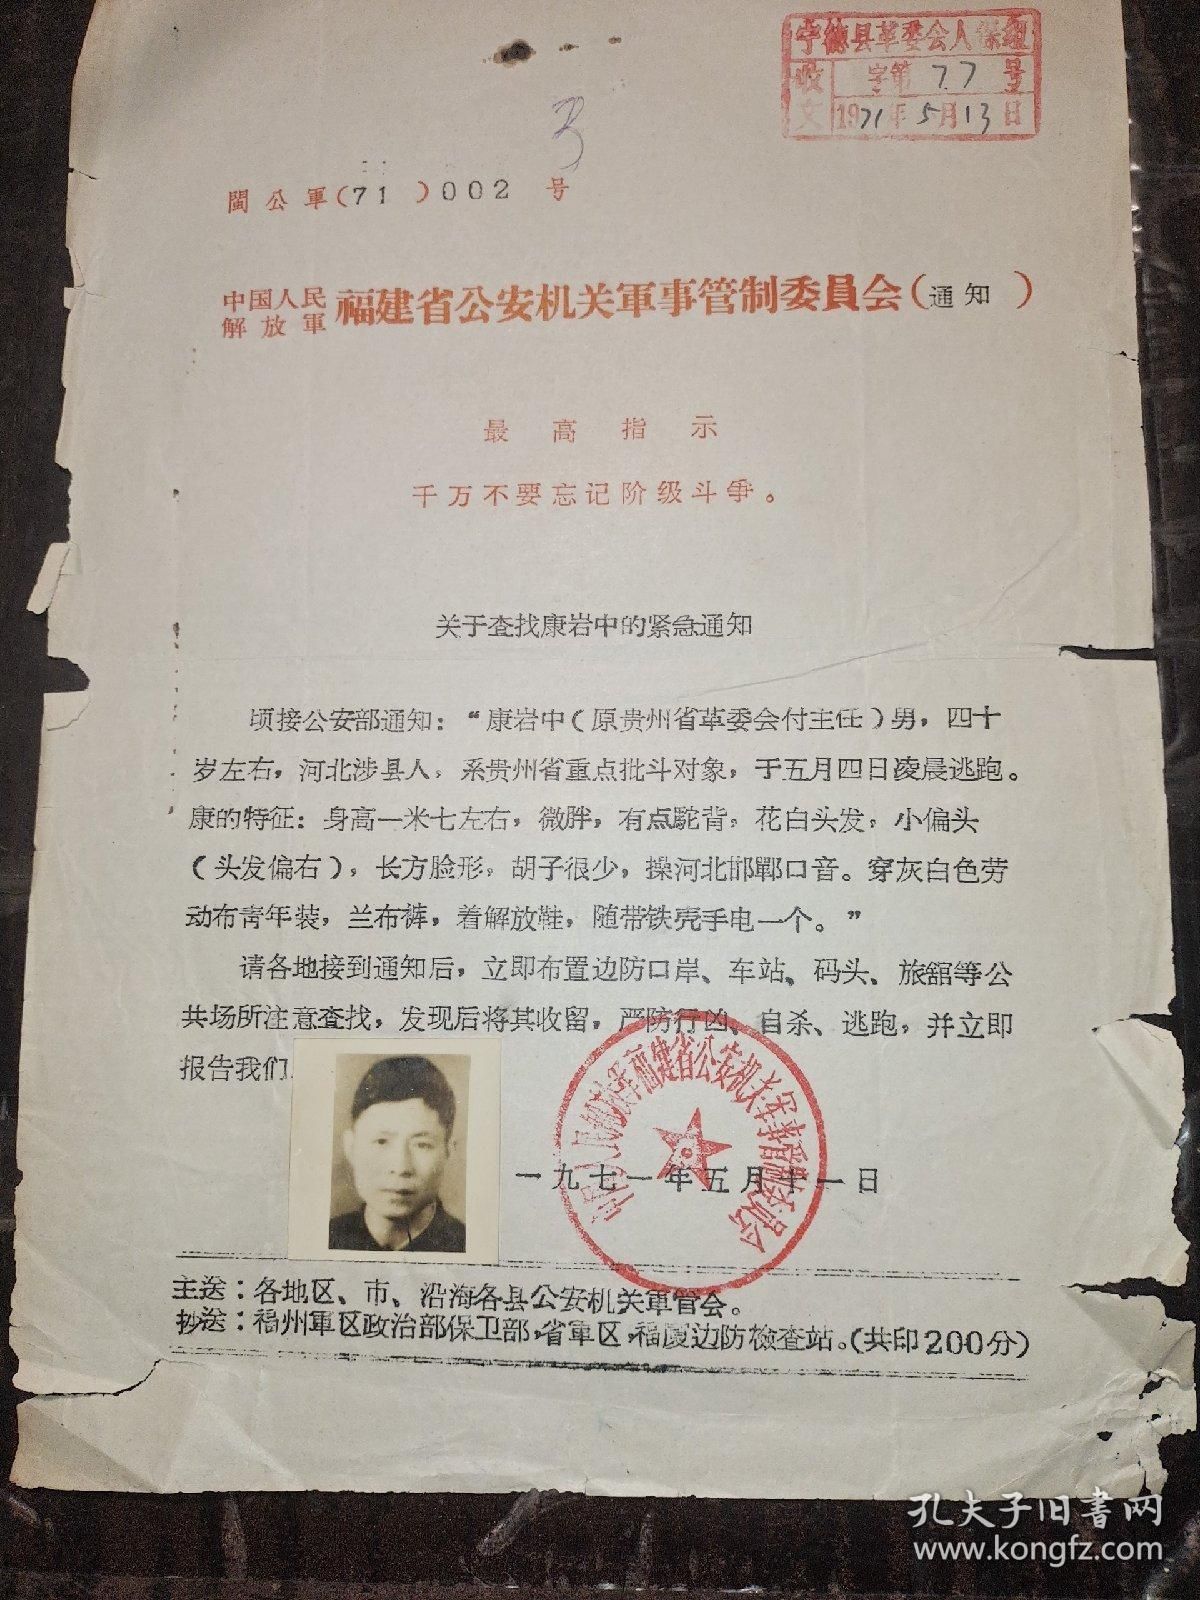 宁德县革委会人保组
收文 字第77号
1971年5月13日
閩公軍(71)002号
中国人民解放軍福建省公安机关軍事管制委員会(通知)
最高指示
千万不要忘记阶级斗争。
关于查找康岩中的紧急通知
顷接公安部通知：“康岩中(原贵州省革委会付主任)男，四十
岁左右，河北涉县人，系贵州省重点批斗对象，于五月四日凌晨逃跑。
康的特征：身高一米七左右，微胖，有点駝背，花白头发，小偏头
(头发偏右)，长方脸形，胡子很少，操河北邯郸口音。穿灰白色劳
动布青年装，兰布裤，着解放鞋，随带铁壳手电一个。”
请各地接到通知后，立即布置边防口岸、车站、码头、旅舘等公
共场所注意查找，发现后将其收留，严防行凶、自杀、逃跑，并立即
报告我们
中国人民解放军福建省公安机关军事管制委员会
一九七一年五月十一日
主送：各地区、市、沿海各县公安机关軍管会。
抄送：福州軍区政治部保卫部，省軍区，福厦边防檢查站。(共印200分)
孔夫子旧書网
www.kongfz.com